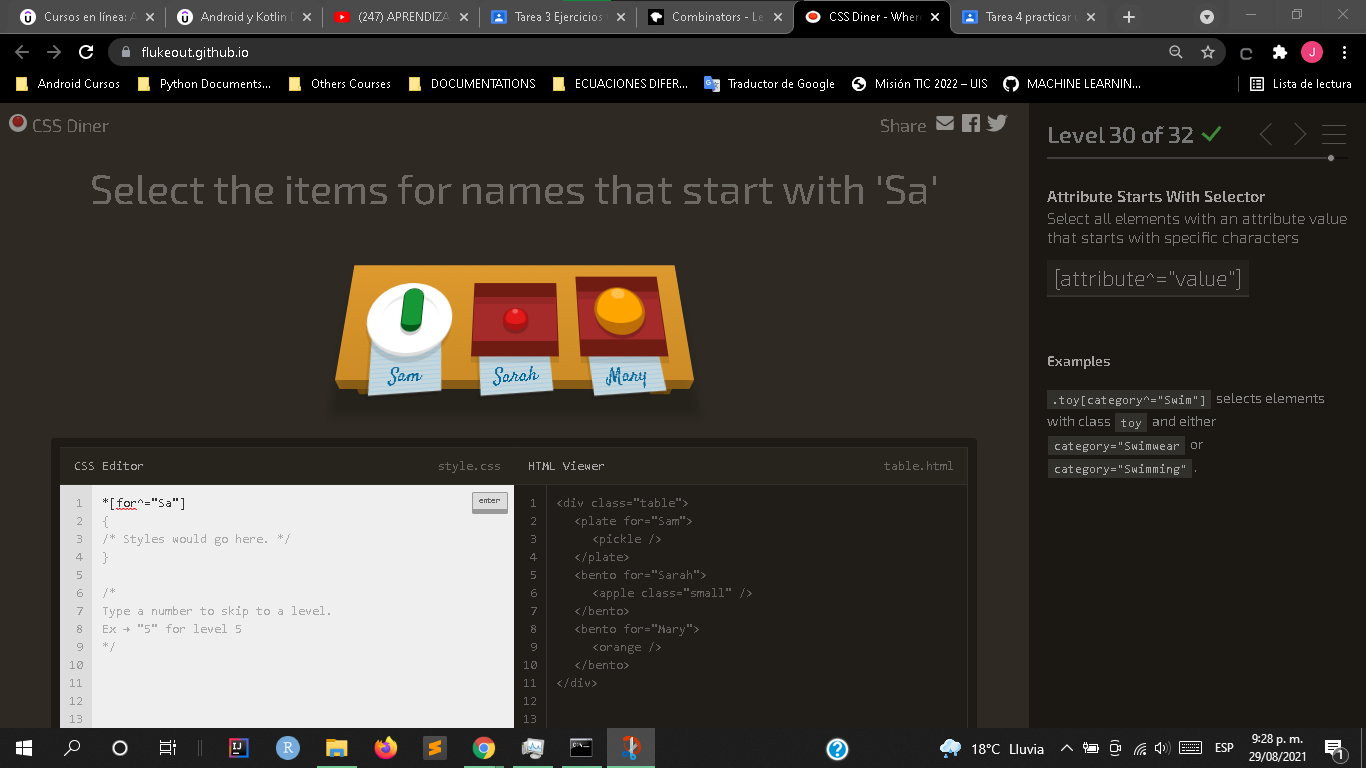 Cursos en línea: A
Android y Kotlin D
(247) APRENDIZA
Tarea 3 Ejercicios
Combinators - Le
CSS Diner - Where
Tarea 4 practicar
flukeout.github.io
J
Android Cursos
Python Documents...
Others Courses
DOCUMENTATIONS
ECUACIONES DIFER...
Traductor de Google
Misión TIC 2022 – UIS
MACHINE LEARNIN...
Lista de lectura
CSS Diner
Share
Select the items for names that start with 'Sa'
Sam
Sarah
Mary
CSS Editor
style.css
HTML Viewer
table.html
enter
1 *[for^="Sa"]
2 {
3 /* Styles would go here. */
4 }
5
6 /*
7 Type a number to skip to a level.
8 Ex → "5" for level 5
9 */
10
11
12
13
1 <div class="table">
2 <plate for="Sam">
3 <pickle />
4 </plate>
5 <bento for="Sarah">
6 <apple class="small" />
7 </bento>
8 <bento for="Mary">
9 <orange />
10 </bento>
11 </div>
12
13
Level 30 of 32
Attribute Starts With Selector
Select all elements with an attribute value
that starts with specific characters
[attribute^="value"]
Examples
.toy[category^="Swim"] selects elements
with class toy and either
category="Swimwear or
category="Swimming" .
18°C Lluvia
ESP
9:28 p. m.
29/08/2021
1